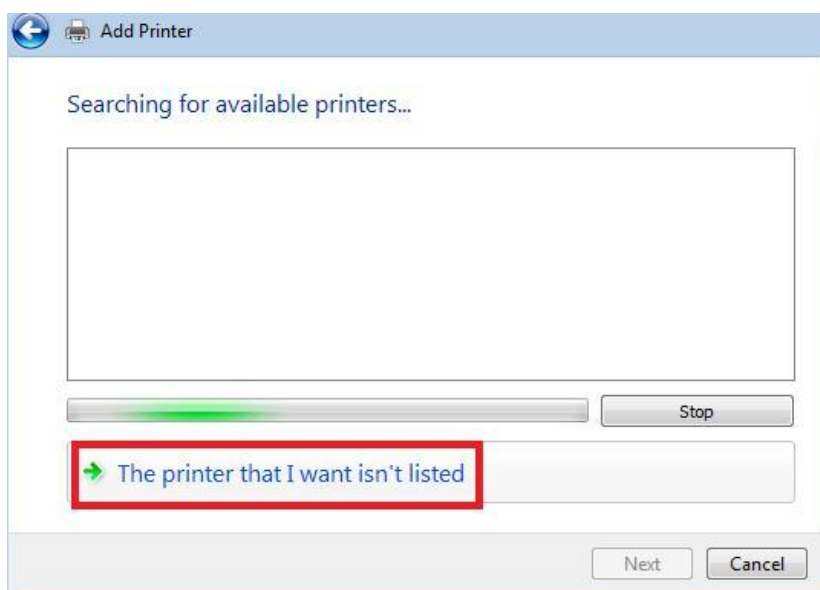 Add Printer
Searching for available printers...
Stop
The printer that I want isn't listed
Next
Cancel